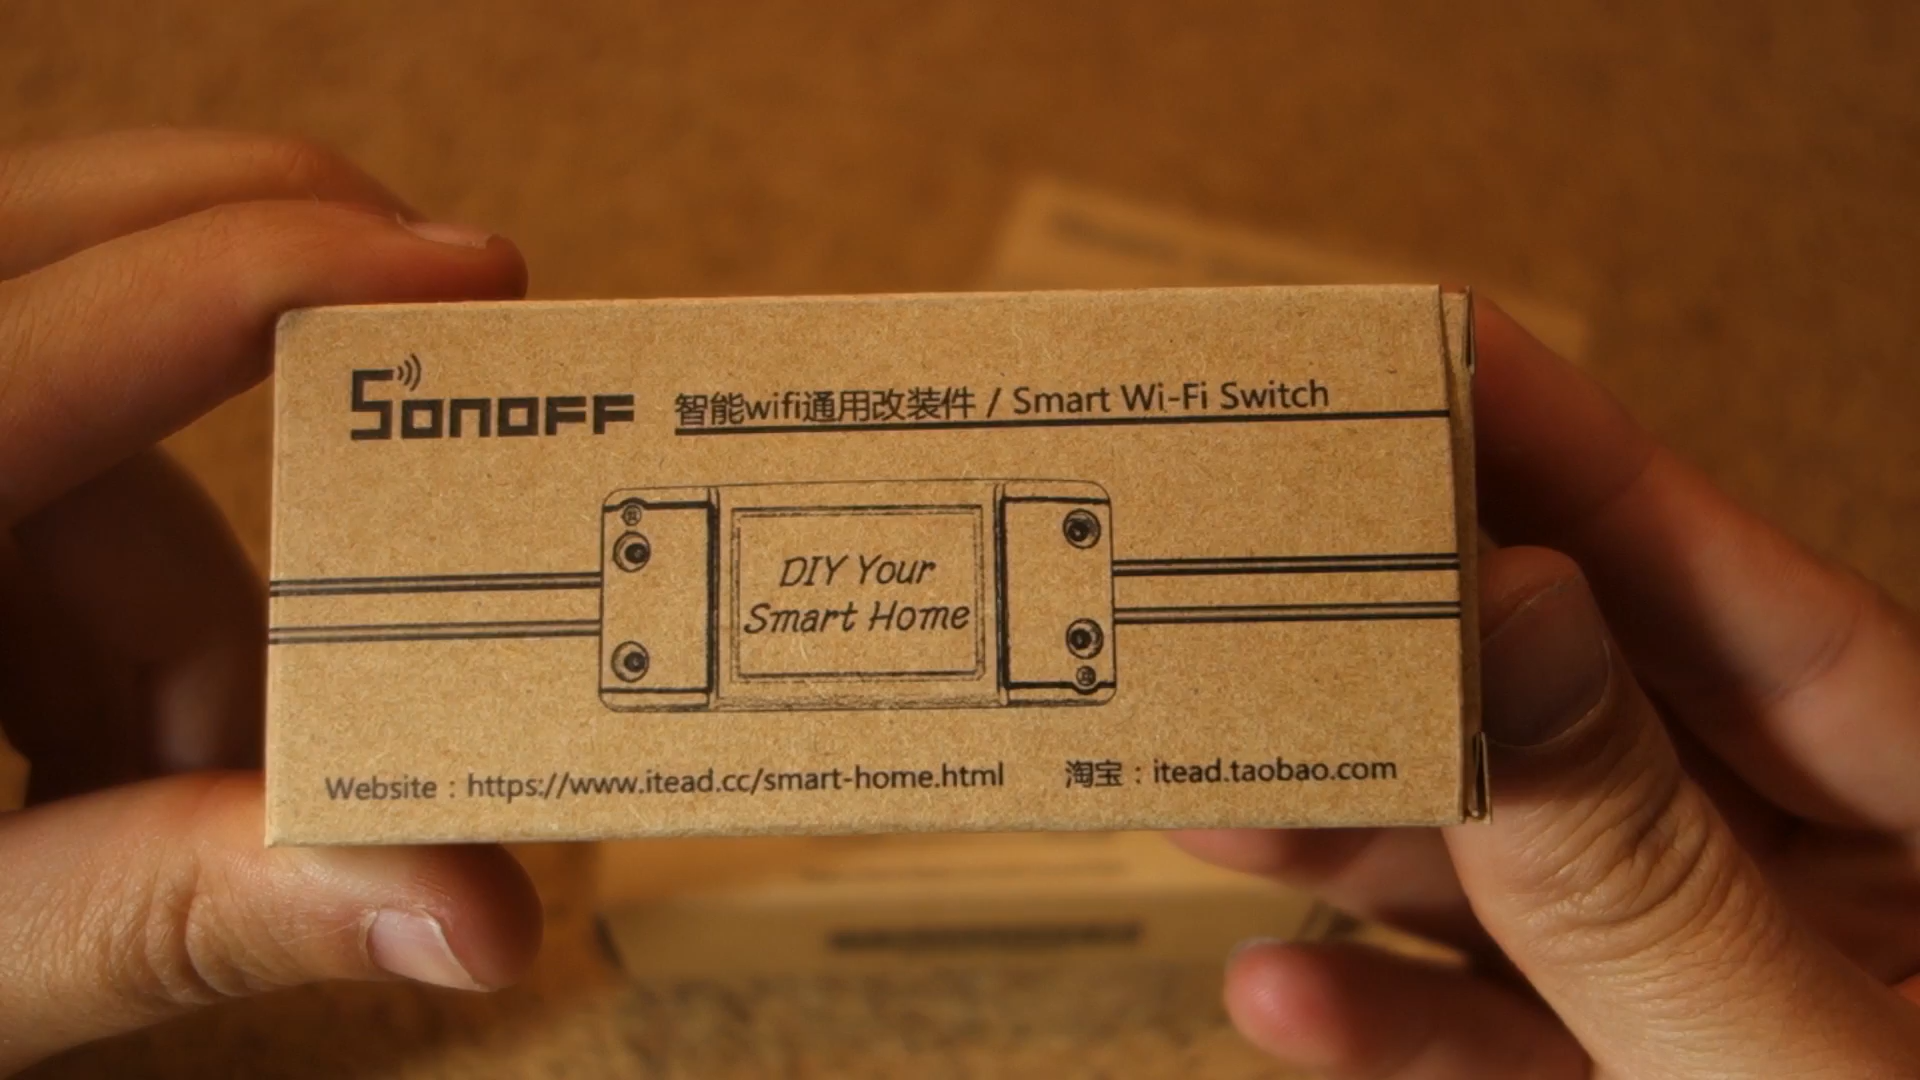 SONOFF 智能wifi通用改装件 / Smart Wi-Fi Switch
DIY Your
Smart Home
Website : https://www.itead.cc/smart-home.html 淘宝 : itead.taobao.com